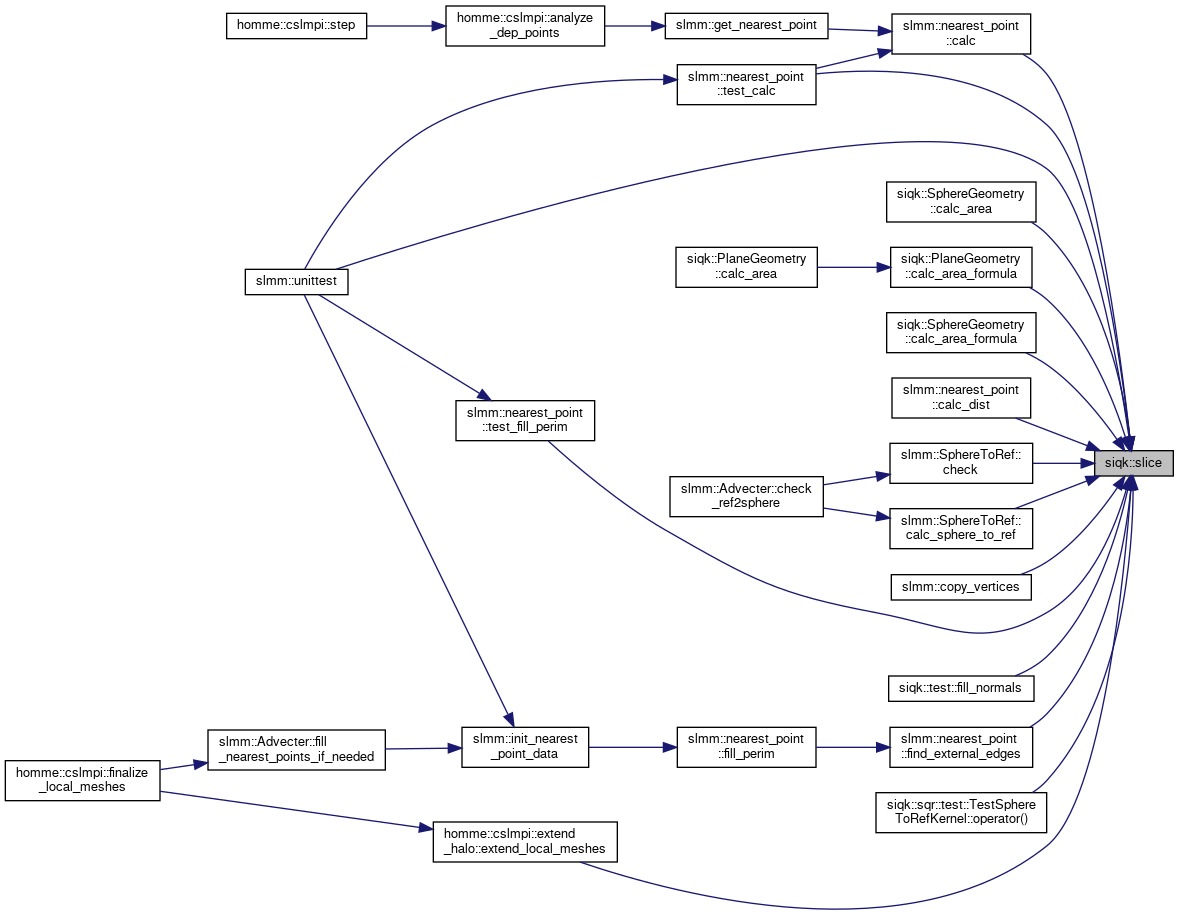 homme::cslmpi::step
homme::cslmpi::analyze
_dep_points
slmm::get_nearest_point
slmm::nearest_point
::calc
slmm::nearest_point
::test_calc
siqk::SphereGeometry
::calc_area
slmm::unittest
siqk::PlaneGeometry
::calc_area
siqk::PlaneGeometry
::calc_area_formula
siqk::SphereGeometry
::calc_area_formula
slmm::nearest_point
::calc_dist
slmm::nearest_point
::test_fill_perim
slmm::SphereToRef::
check
siqk::slice
slmm::Advecter::check
_ref2sphere
slmm::SphereToRef::
calc_sphere_to_ref
slmm::copy_vertices
siqk::test::fill_normals
slmm::Advecter::fill
_nearest_points_if_needed
slmm::init_nearest
_point_data
slmm::nearest_point
::fill_perim
slmm::nearest_point
::find_external_edges
homme::cslmpi::finalize
_local_meshes
siqk::sqr::test::TestSphere
ToRefKernel::operator()
homme::cslmpi::extend
_halo::extend_local_meshes